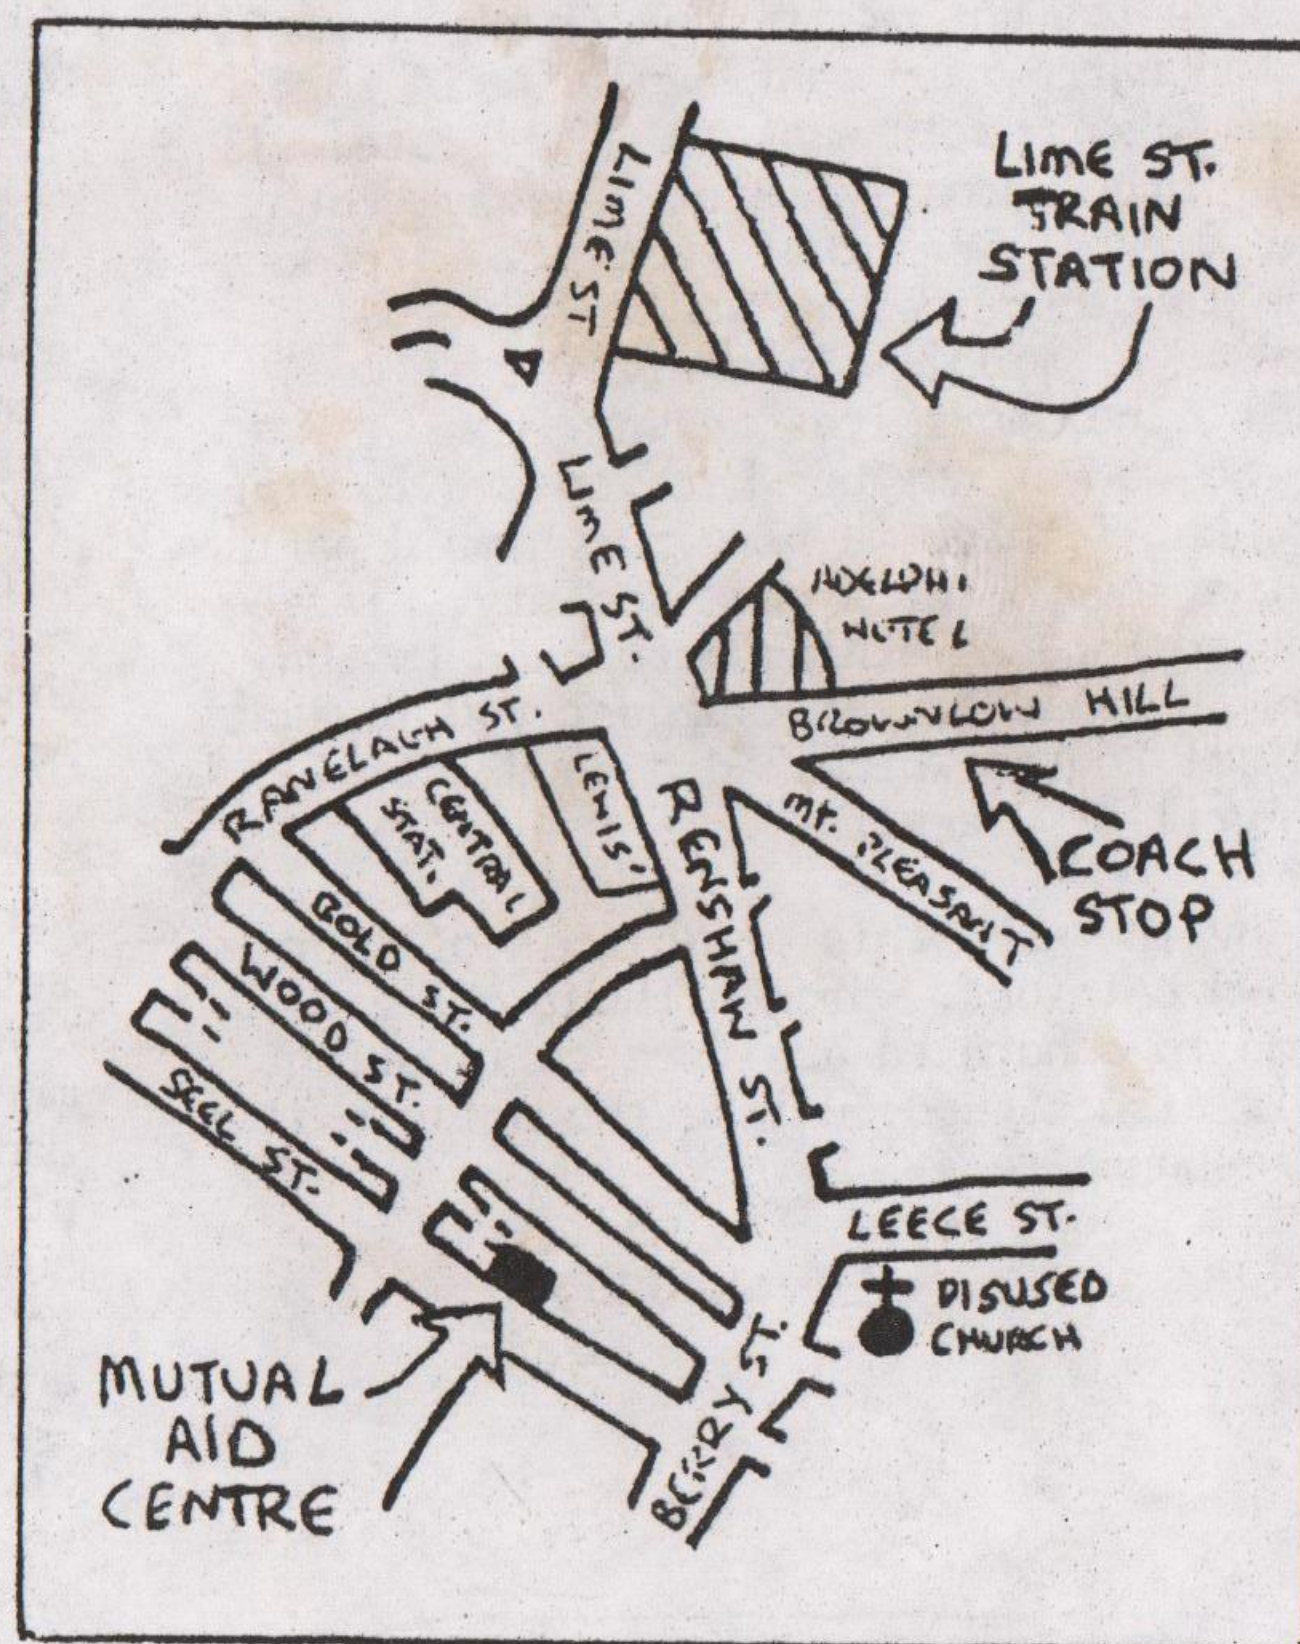 LIME ST.
TRAIN
STATION
LIME ST
LIME ST.
ADELPHI
HOTEL
BROWNLOW HILL
RANELAGH ST.
LEWIS'
CENTRAL
STAT.
RENSHAW ST.
MT. PLEASANT
COACH
STOP
BOLD ST.
WOOD ST.
SEEL ST.
LEECE ST.
DISUSED
CHURCH
BERRY ST.
MUTUAL
AID
CENTRE